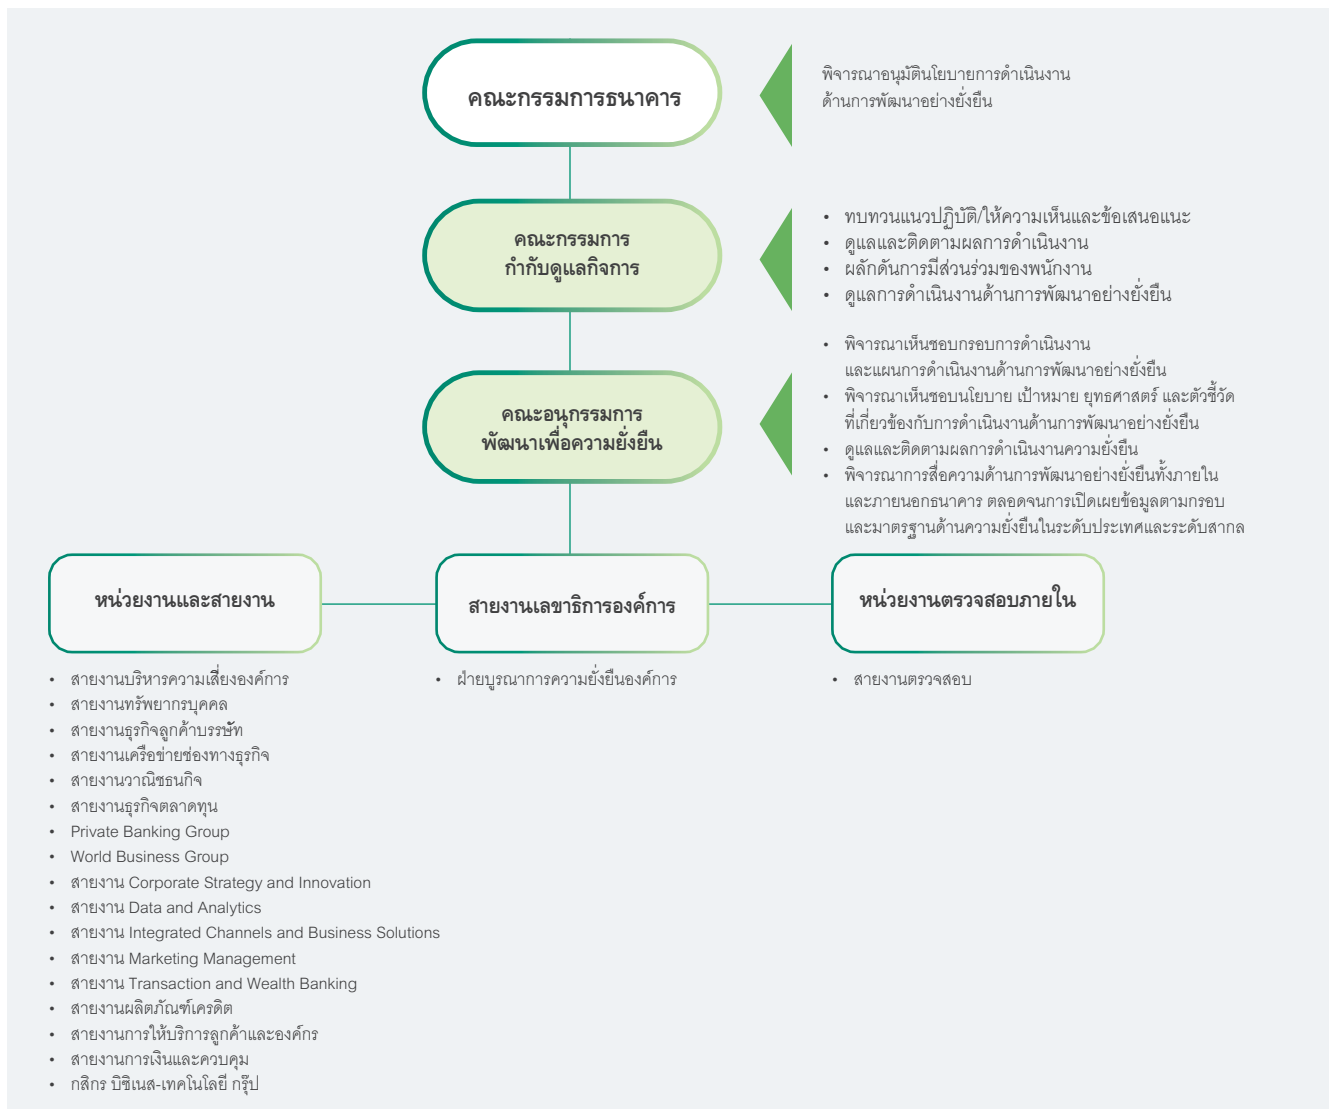 คณะกรรมการธนาคาร
พิจารณาอนุมัตินโยบายการดำเนินงาน
ด้านการพัฒนาอย่างยั่งยืน
คณะกรรมการ
กำกับดูแลกิจการ
• ทบทวนแนวปฏิบัติ/ให้ความเห็นและข้อเสนอแนะ
• ดูแลและติดตามผลการดำเนินงาน
• ผลักดันการมีส่วนร่วมของพนักงาน
• ดูแลการดำเนินงานด้านการพัฒนาอย่างยั่งยืน
คณะอนุกรรมการ
พัฒนาเพื่อความยั่งยืน
• พิจารณาเห็นชอบกรอบการดำเนินงาน
และแผนการดำเนินงานด้านการพัฒนาอย่างยั่งยืน
• พิจารณาเห็นชอบนโยบาย เป้าหมาย ยุทธศาสตร์ และตัวชี้วัด
ที่เกี่ยวข้องกับการดำเนินงานด้านการพัฒนาอย่างยั่งยืน
• ดูแลและติดตามผลการดำเนินงานความยั่งยืน
• พิจารณาการสื่อความด้านการพัฒนาอย่างยั่งยืนทั้งภายใน
และภายนอกธนาคาร ตลอดจนการเปิดเผยข้อมูลตามกรอบ
และมาตรฐานด้านความยั่งยืนในระดับประเทศและระดับสากล
หน่วยงานและสายงาน
• สายงานบริหารความเสี่ยงองค์การ
• สายงานทรัพยากรบุคคล
• สายงานธุรกิจลูกค้าบรรษัท
• สายงานเครือข่ายช่องทางธุรกิจ
• สายงานวาณิชธนกิจ
• สายงานธุรกิจตลาดทุน
• Private Banking Group
• World Business Group
• สายงาน Corporate Strategy and Innovation
• สายงาน Data and Analytics
• สายงาน Integrated Channels and Business Solutions
• สายงาน Marketing Management
• สายงาน Transaction and Wealth Banking
• สายงานผลิตภัณฑ์เครดิต
• สายงานการให้บริการลูกค้าและองค์กร
• สายงานการเงินและควบคุม
• กสิกร บิซิเนส-เทคโนโลยี กรุ๊ป
สายงานเลขาธิการองค์การ
• ฝ่ายบูรณาการความยั่งยืนองค์การ
หน่วยงานตรวจสอบภายใน
• สายงานตรวจสอบ